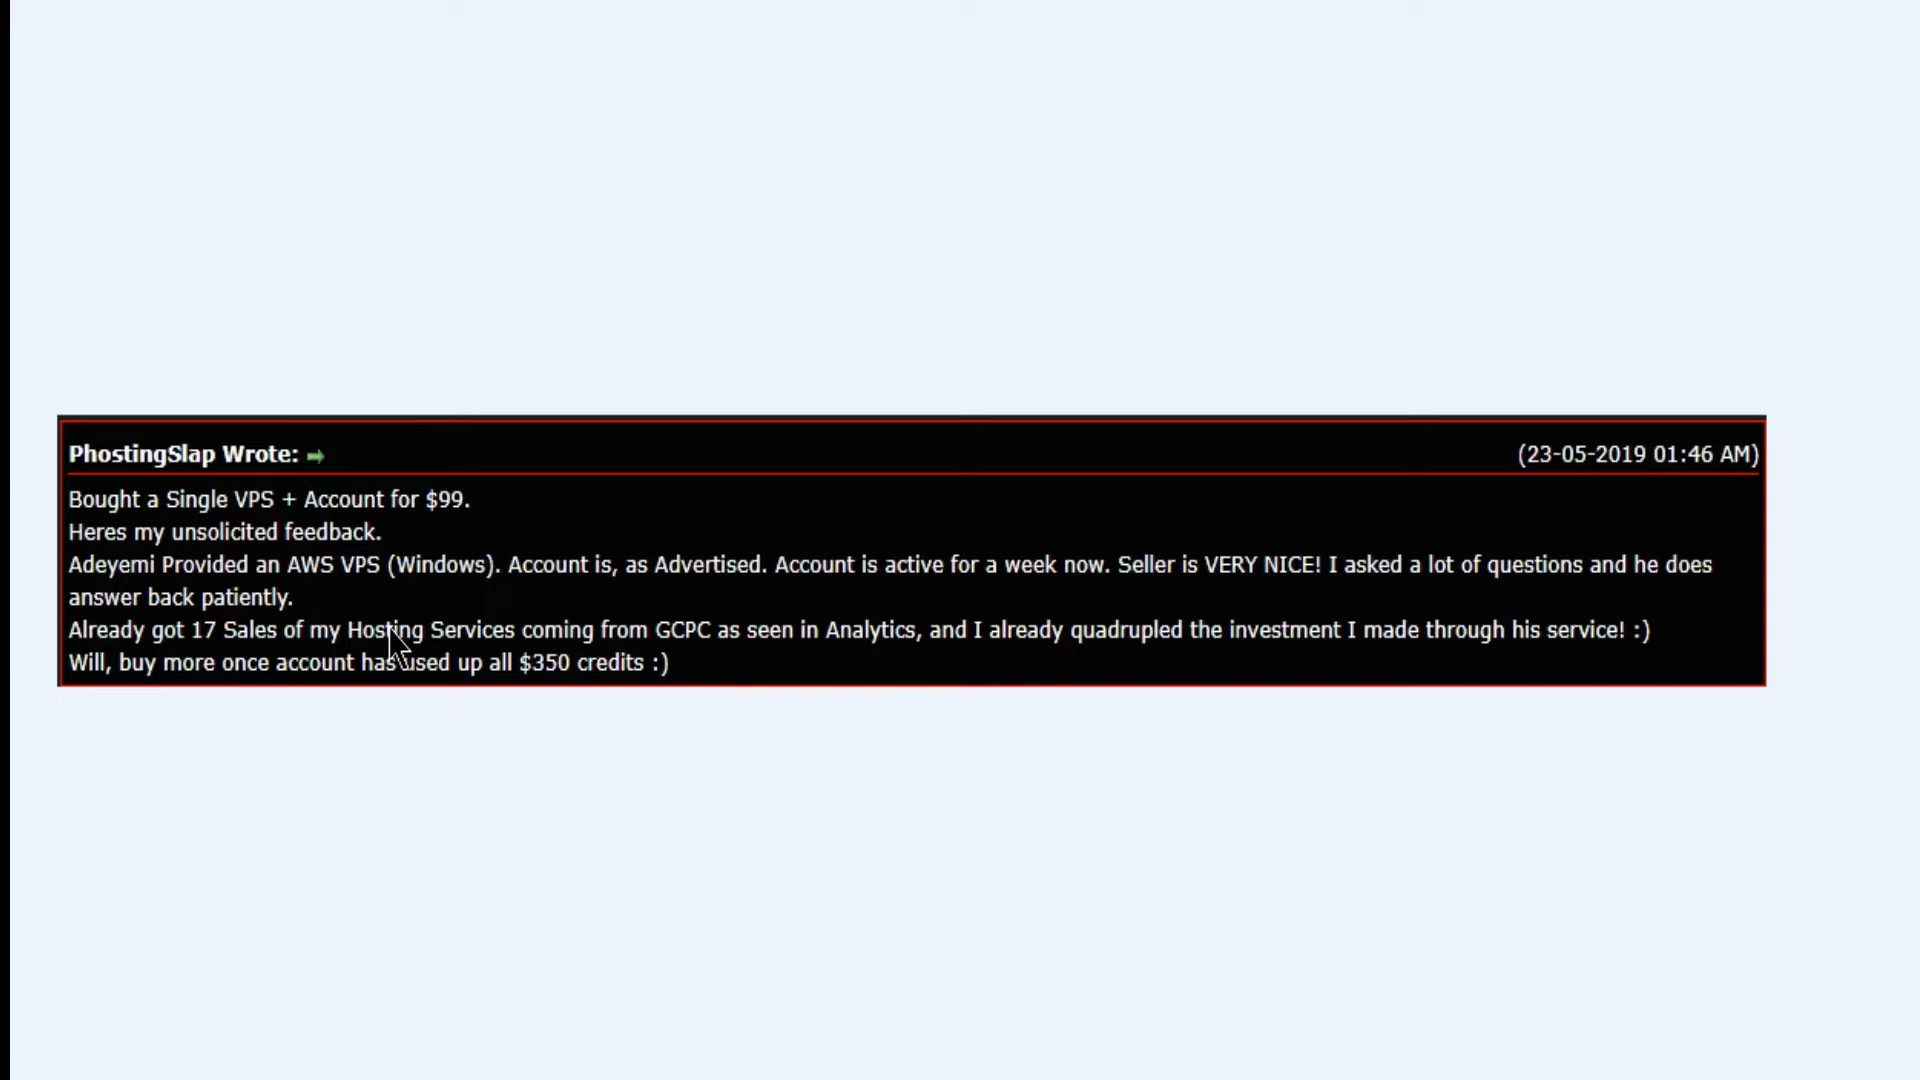 PhostingSlap Wrote: (23-05-2019 01:46 AM)
Bought a Single VPS + Account for $99.
Heres my unsolicited feedback.
Adeyemi Provided an AWS VPS (Windows). Account is, as Advertised. Account is active for a week now. Seller is VERY NICE! I asked a lot of questions and he does
answer back patiently.
Already got 17 Sales of my Hosting Services coming from GCPC as seen in Analytics, and I already quadrupled the investment I made through his service! :)
Will, buy more once account has used up all $350 credits :)